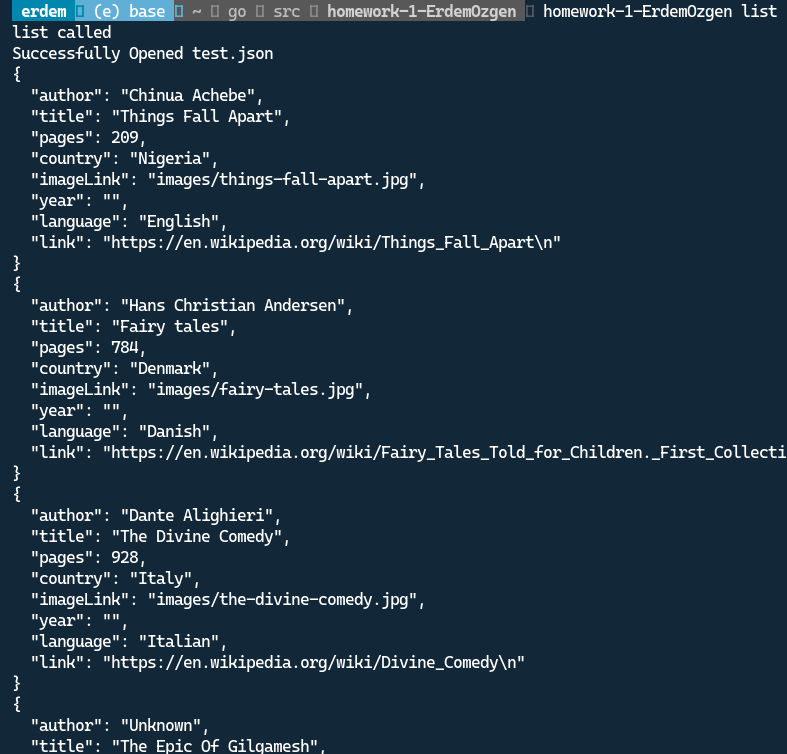 erdem (e) base ~ go src homework-1-ErdemOzgen homework-1-ErdemOzgen list
list called
Successfully Opened test.json
{
  "author": "Chinua Achebe",
  "title": "Things Fall Apart",
  "pages": 209,
  "country": "Nigeria",
  "imageLink": "images/things-fall-apart.jpg",
  "year": "",
  "language": "English",
  "link": "https://en.wikipedia.org/wiki/Things_Fall_Apart\n"
}
{
  "author": "Hans Christian Andersen",
  "title": "Fairy tales",
  "pages": 784,
  "country": "Denmark",
  "imageLink": "images/fairy-tales.jpg",
  "year": "",
  "language": "Danish",
  "link": "https://en.wikipedia.org/wiki/Fairy_Tales_Told_for_Children._First_Collecti
}
{
  "author": "Dante Alighieri",
  "title": "The Divine Comedy",
  "pages": 928,
  "country": "Italy",
  "imageLink": "images/the-divine-comedy.jpg",
  "year": "",
  "language": "Italian",
  "link": "https://en.wikipedia.org/wiki/Divine_Comedy\n"
}
{
  "author": "Unknown",
  "title": "The Epic Of Gilgamesh",